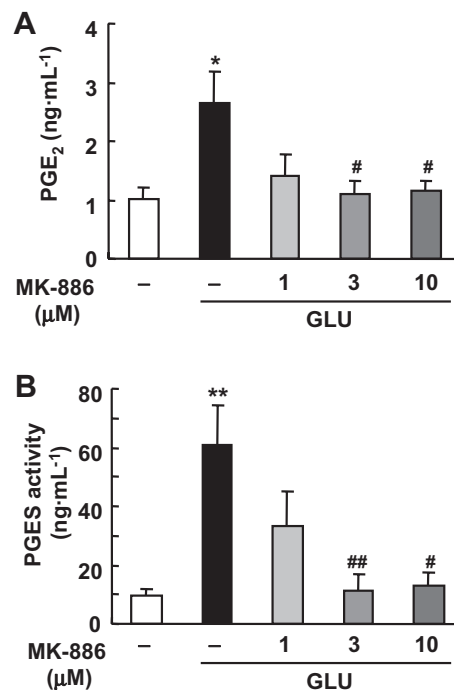 A
PGE₂ (ng·mL⁻¹)
4
3
2
1
0
*
#
#
MK-886
(μM)
– – 1 3 10
GLU
B
PGES activity
(ng·mL⁻¹)
80
60
40
20
0
**
##
#
MK-886
(μM)
– – 1 3 10
GLU